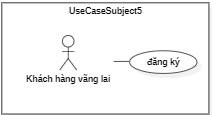 UseCaseSubject5
đăng ký
Khách hàng vãng lai